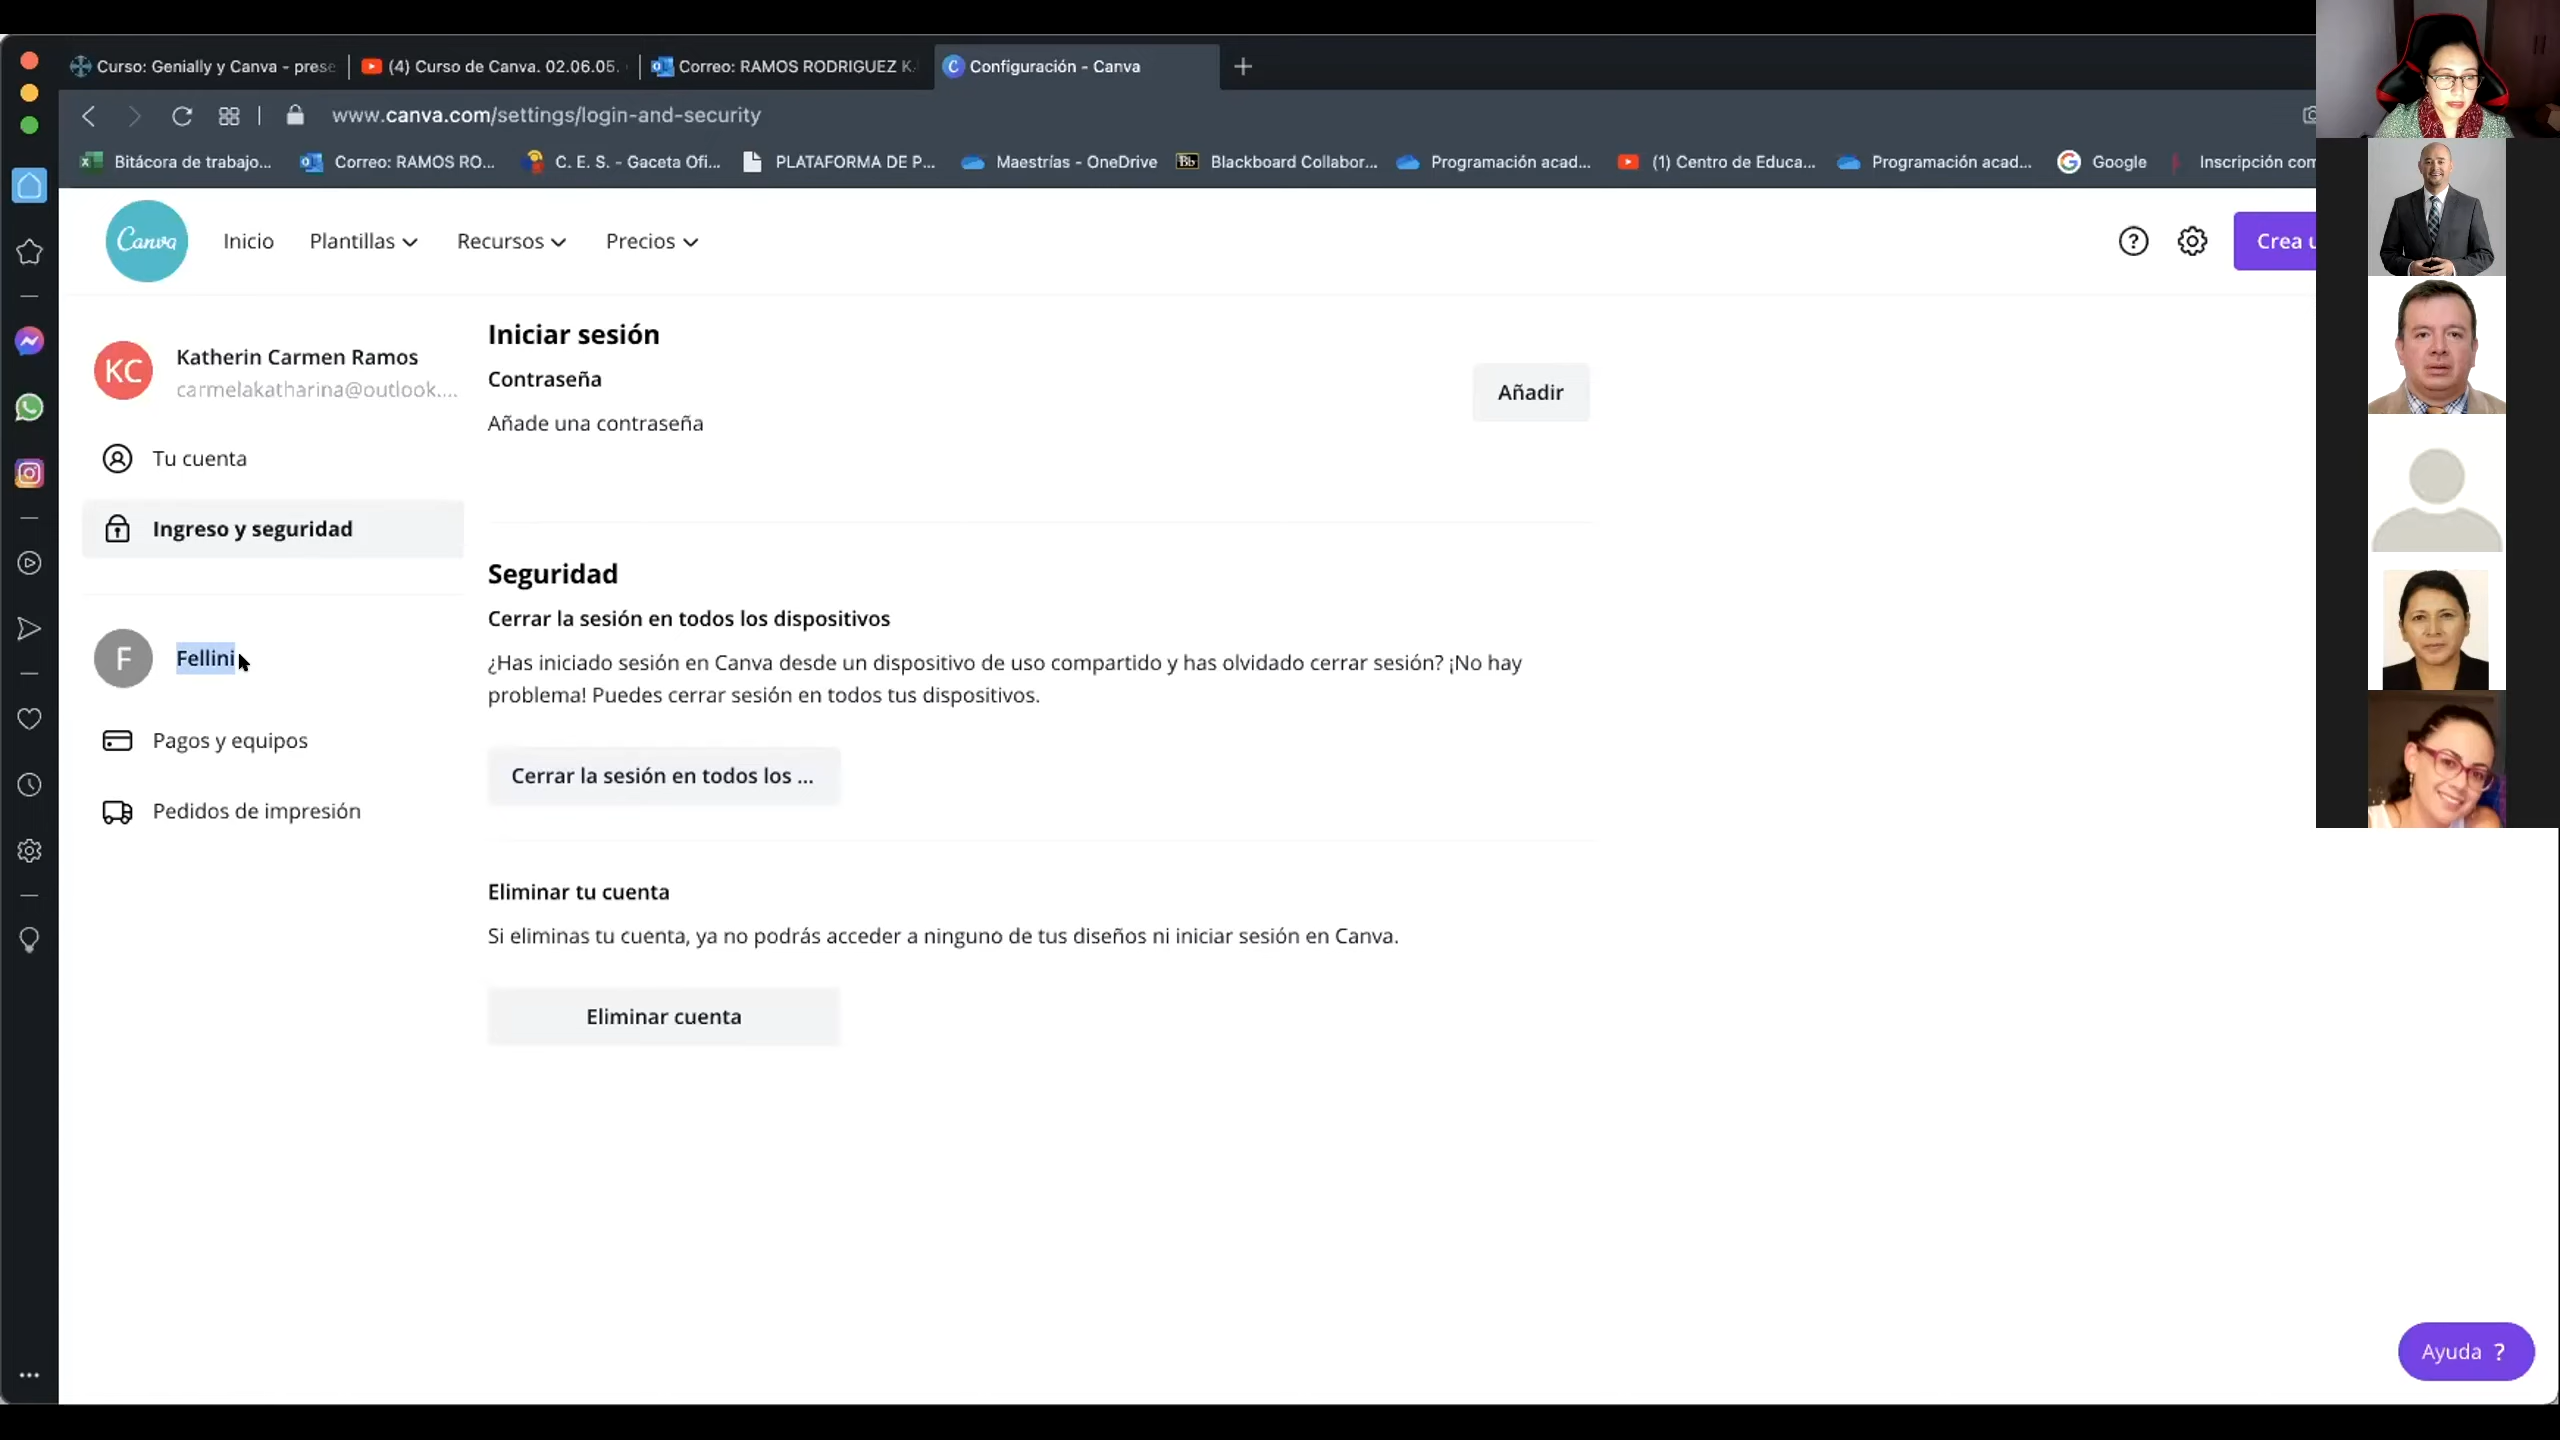 Curso: Genially y Canva - prese
(4) Curso de Canva. 02.06.05.
Correo: RAMOS RODRIGUEZ K
Configuración - Canva
www.canva.com/settings/login-and-security
Bitácora de trabajo...
Correo: RAMOS RO...
C. E. S. - Gaceta Ofi...
PLATAFORMA DE P...
Maestrías - OneDrive
Bb
Blackboard Collabor...
Programación acad...
(1) Centro de Educa...
Programación acad...
Google
Inscripción com
Canva
Inicio
Plantillas
Recursos
Precios
Crea u
KC
Katherin Carmen Ramos
carmelakatharina@outlook....
Tu cuenta
Ingreso y seguridad
F
Fellini
Pagos y equipos
Pedidos de impresión
Iniciar sesión
Contraseña
Añade una contraseña
Añadir
Seguridad
Cerrar la sesión en todos los dispositivos
¿Has iniciado sesión en Canva desde un dispositivo de uso compartido y has olvidado cerrar sesión? ¡No hay
problema! Puedes cerrar sesión en todos tus dispositivos.
Cerrar la sesión en todos los ...
Eliminar tu cuenta
Si eliminas tu cuenta, ya no podrás acceder a ninguno de tus diseños ni iniciar sesión en Canva.
Eliminar cuenta
Ayuda ?